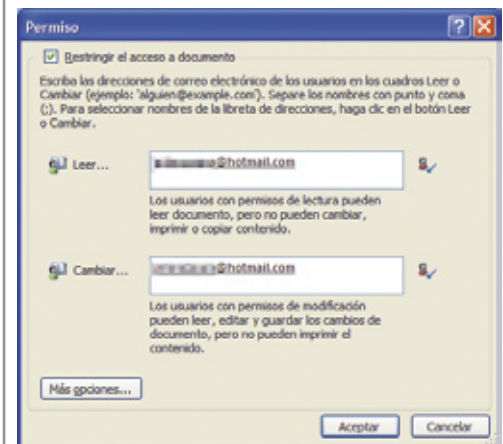 Permiso
Restringir el acceso a documento
Escriba las direcciones de correo electrónico de los usuarios en los cuadros Leer o
Cambiar (ejemplo: 'alguien@example.com'). Separe los nombres con punto y coma
(;). Para seleccionar nombres de la libreta de direcciones, haga clic en el botón Leer
o Cambiar.
Leer... @hotmail.com
Los usuarios con permisos de lectura pueden
leer documento, pero no pueden cambiar,
imprimir o copiar contenido.
Cambiar... @hotmail.com
Los usuarios con permisos de modificación
pueden leer, editar y guardar los cambios de
documento, pero no pueden imprimir el
contenido.
Más opciones...
Aceptar Cancelar